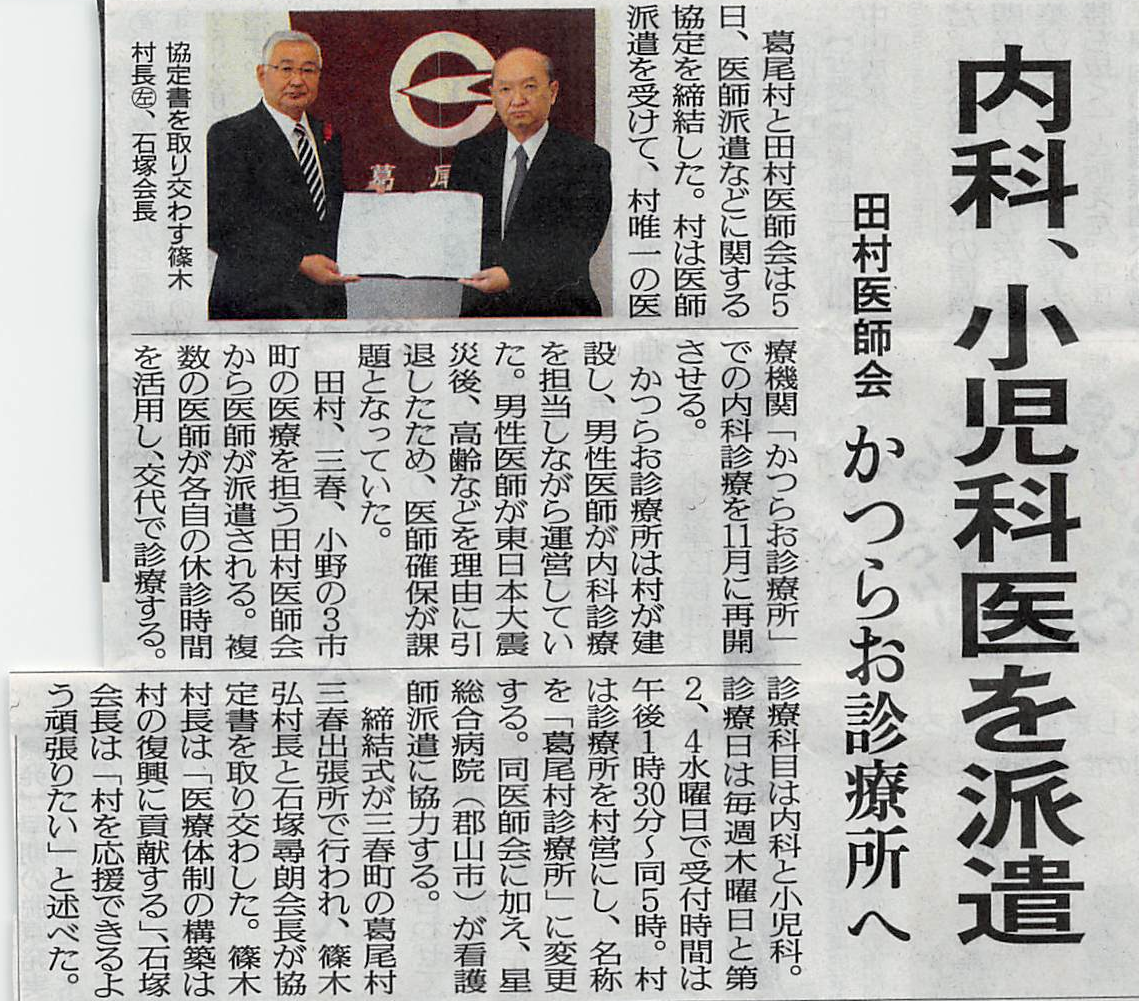 内科、小児科医を派遣
田村医師会 かつらお診療所へ
葛尾村と田村医師会は5
日、医師派遣などに関する
協定を締結した。村は医師
派遣を受けて、村唯一の医
療機関「かつらお診療所」
での内科診療を11月に再開
させる。
かつらお診療所は村が建
設し、男性医師が内科診療
を担当しながら運営してい
た。男性医師が東日本大震
災後、高齢などを理由に引
退したため、医師確保が課
題となっていた。
田村、三春、小野の3市
町の医療を担う田村医師会
から医師が派遣される。複
数の医師が各自の休診時間
を活用し、交代で診療する。
診療科目は内科と小児科。
診療日は毎週木曜日と第
2、4水曜日で受付時間は
午後1時30分～同5時。村
は診療所を村営にし、名称
を「葛尾村診療所」に変更
する。同医師会に加え、星
総合病院（郡山市）が看護
師派遣に協力する。
締結式が三春町の葛尾村
三春出張所で行われ、篠木
弘村長と石塚尋朗会長が協
定書を取り交わした。篠木
村長は「医療体制の構築は
村の復興に貢献する」、石塚
会長は「村を応援できるよ
う頑張りたい」と述べた。
葛尾
協定書を取り交わす篠木
村長㊧、石塚会長